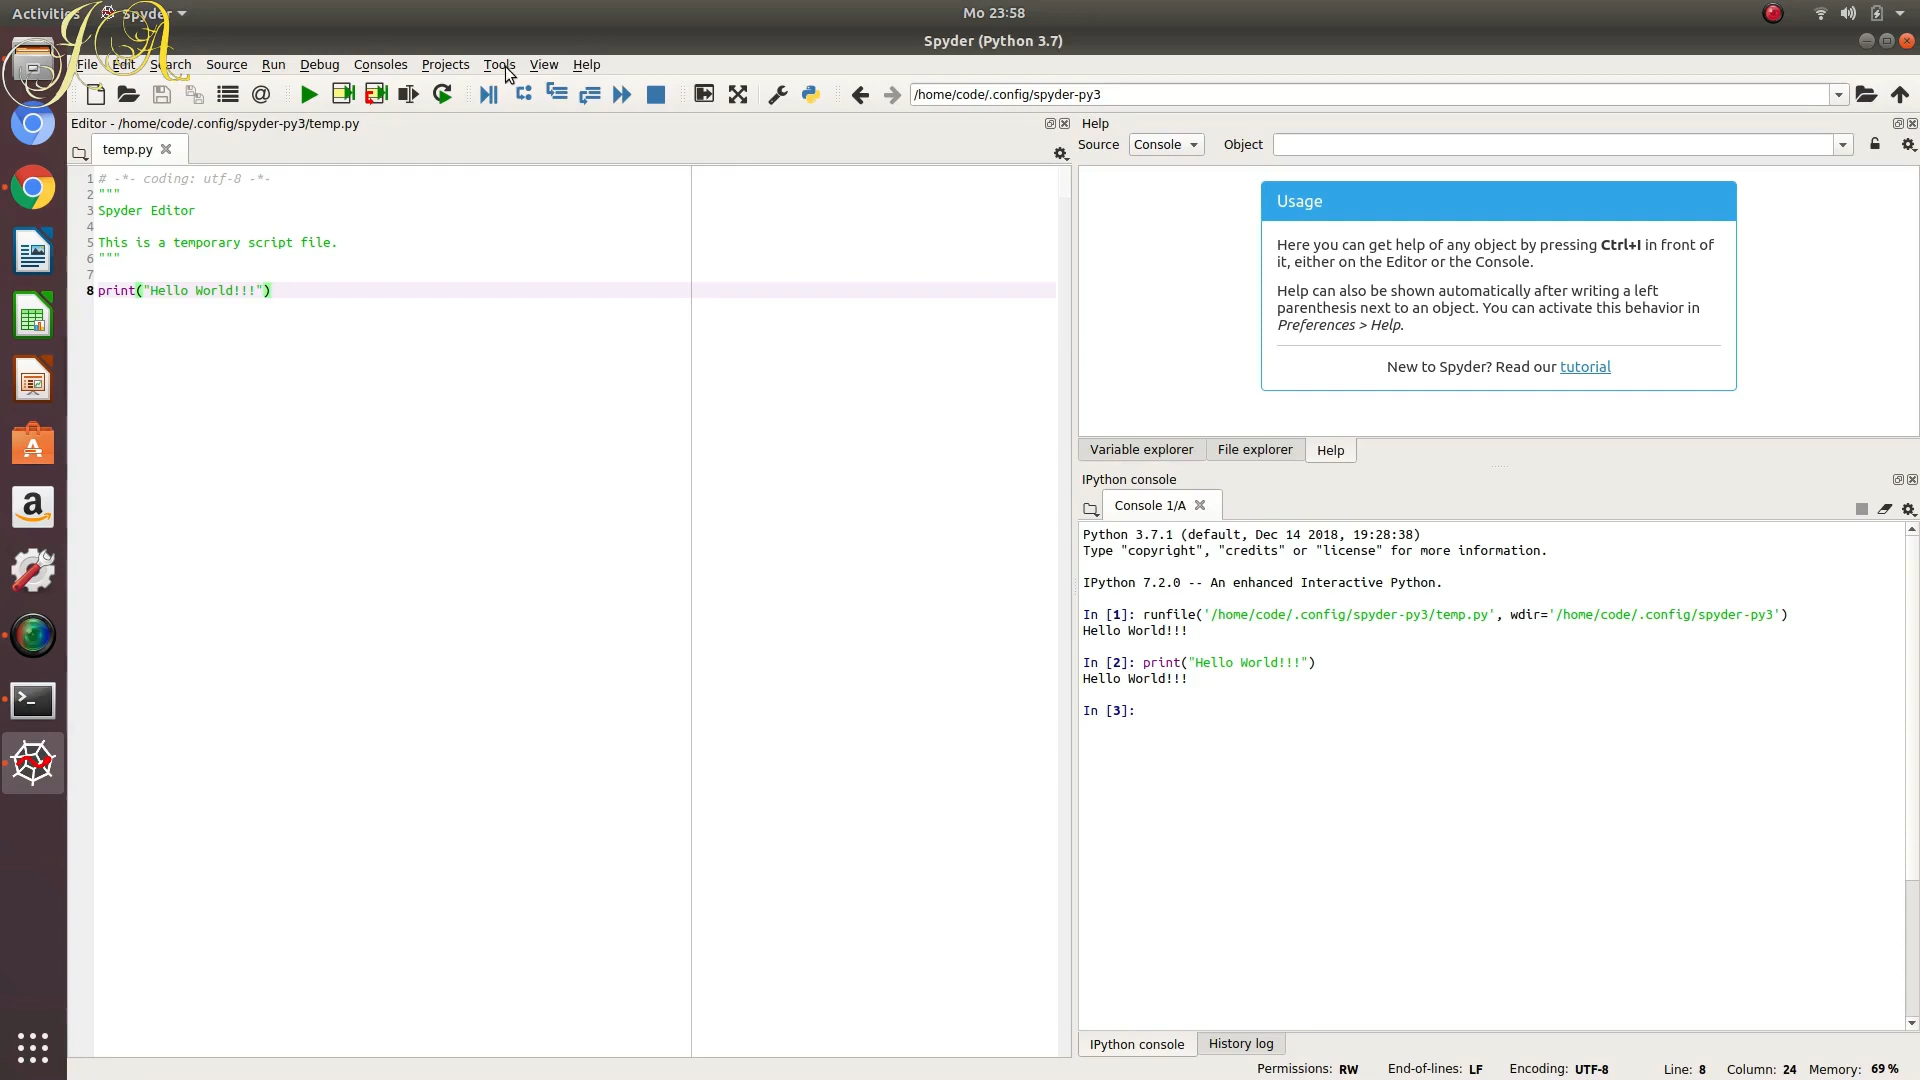 Activities
Spyder
Mo 23:58
Spyder (Python 3.7)
JA
File Edit Search Source Run Debug Consoles Projects Tools View Help
/home/code/.config/spyder-py3
Editor - /home/code/.config/spyder-py3/temp.py
temp.py
1 # -*- coding: utf-8 -*-
2 """
3 Spyder Editor
4
5 This is a temporary script file.
6 """
7
8 print("Hello World!!!")
Help
Source Console Object
Usage
Here you can get help of any object by pressing Ctrl+I in front of
it, either on the Editor or the Console.
Help can also be shown automatically after writing a left
parenthesis next to an object. You can activate this behavior in
Preferences > Help.
New to Spyder? Read our tutorial
Variable explorer File explorer Help
IPython console
Console 1/A
Python 3.7.1 (default, Dec 14 2018, 19:28:38)
Type "copyright", "credits" or "license" for more information.
IPython 7.2.0 -- An enhanced Interactive Python.
In [1]: runfile('/home/code/.config/spyder-py3/temp.py', wdir='/home/code/.config/spyder-py3')
Hello World!!!
In [2]: print("Hello World!!!")
Hello World!!!
In [3]:
IPython console History log
Permissions: RW End-of-lines: LF Encoding: UTF-8 Line: 8 Column: 24 Memory: 69 %